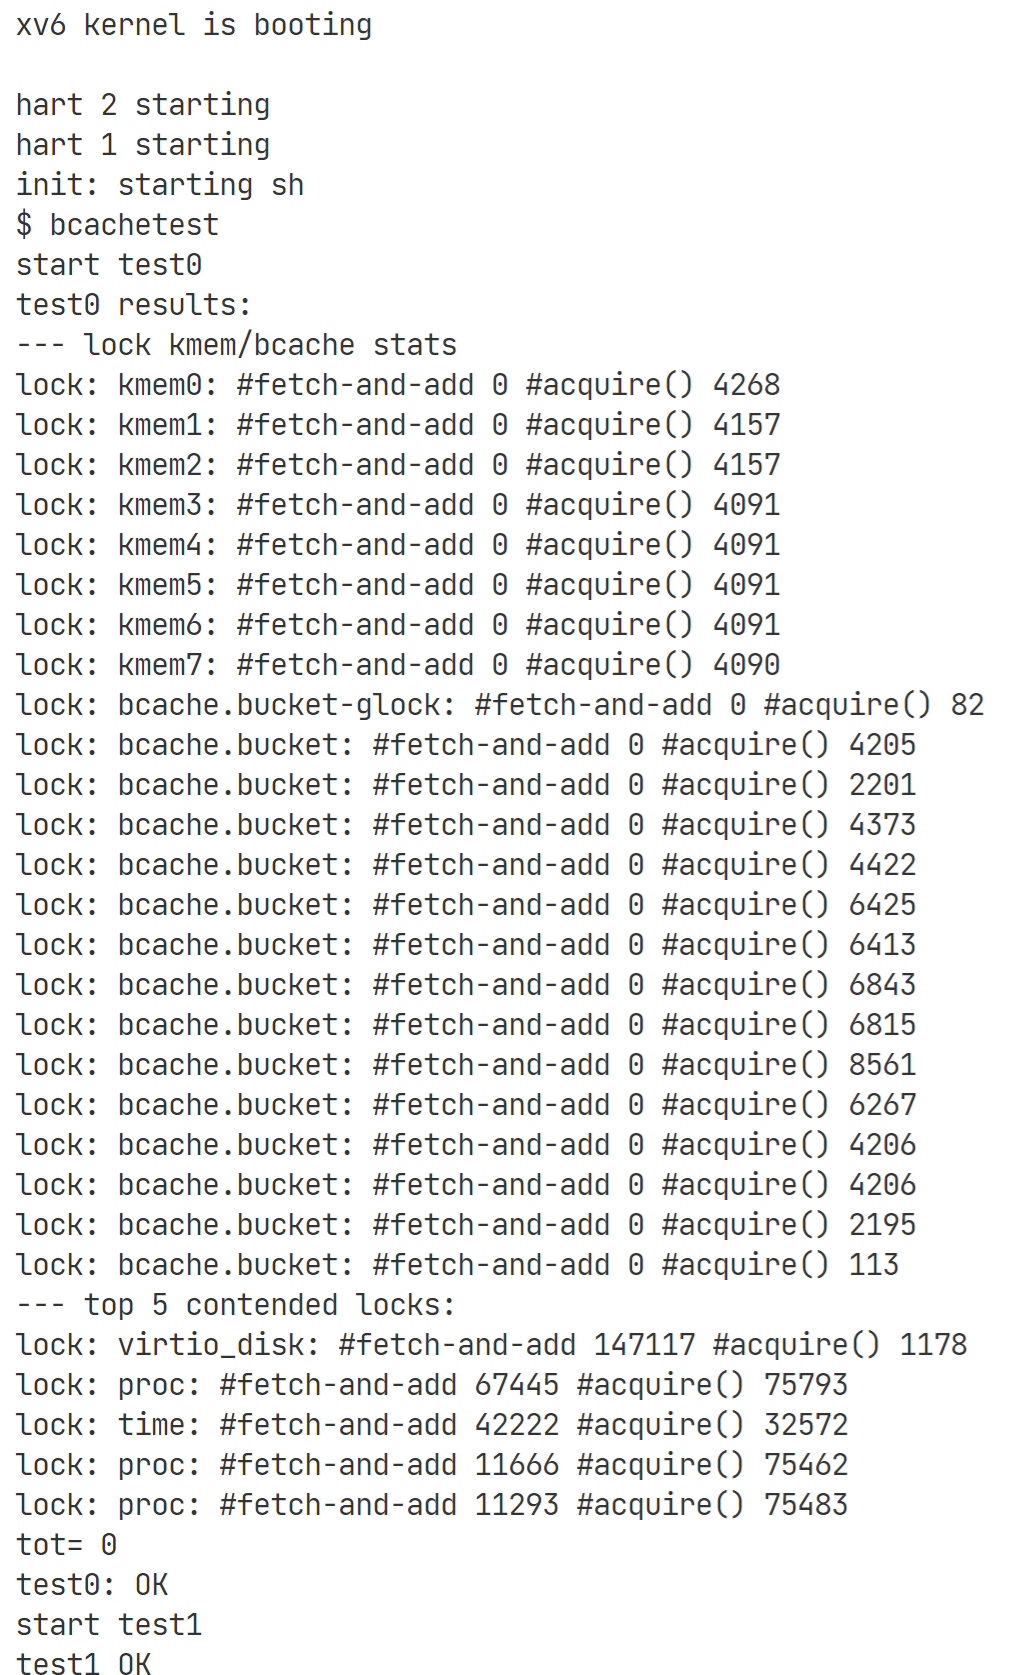 xv6 kernel is booting
hart 2 starting
hart 1 starting
init: starting sh
$ bcachetest
start test0
test0 results:
--- lock kmem/bcache stats
lock: kmem0: #fetch-and-add 0 #acquire() 4268
lock: kmem1: #fetch-and-add 0 #acquire() 4157
lock: kmem2: #fetch-and-add 0 #acquire() 4157
lock: kmem3: #fetch-and-add 0 #acquire() 4091
lock: kmem4: #fetch-and-add 0 #acquire() 4091
lock: kmem5: #fetch-and-add 0 #acquire() 4091
lock: kmem6: #fetch-and-add 0 #acquire() 4091
lock: kmem7: #fetch-and-add 0 #acquire() 4090
lock: bcache.bucket-glock: #fetch-and-add 0 #acquire() 82
lock: bcache.bucket: #fetch-and-add 0 #acquire() 4205
lock: bcache.bucket: #fetch-and-add 0 #acquire() 2201
lock: bcache.bucket: #fetch-and-add 0 #acquire() 4373
lock: bcache.bucket: #fetch-and-add 0 #acquire() 4422
lock: bcache.bucket: #fetch-and-add 0 #acquire() 6425
lock: bcache.bucket: #fetch-and-add 0 #acquire() 6413
lock: bcache.bucket: #fetch-and-add 0 #acquire() 6843
lock: bcache.bucket: #fetch-and-add 0 #acquire() 6815
lock: bcache.bucket: #fetch-and-add 0 #acquire() 8561
lock: bcache.bucket: #fetch-and-add 0 #acquire() 6267
lock: bcache.bucket: #fetch-and-add 0 #acquire() 4206
lock: bcache.bucket: #fetch-and-add 0 #acquire() 4206
lock: bcache.bucket: #fetch-and-add 0 #acquire() 2195
lock: bcache.bucket: #fetch-and-add 0 #acquire() 113
--- top 5 contended locks:
lock: virtio_disk: #fetch-and-add 147117 #acquire() 1178
lock: proc: #fetch-and-add 67445 #acquire() 75793
lock: time: #fetch-and-add 42222 #acquire() 32572
lock: proc: #fetch-and-add 11666 #acquire() 75462
lock: proc: #fetch-and-add 11293 #acquire() 75483
tot= 0
test0: OK
start test1
test1 OK